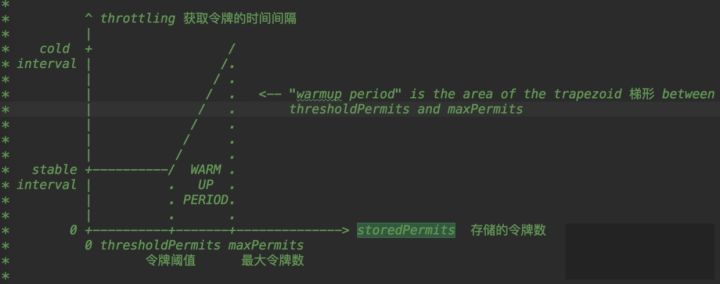 *
* ^ throttling 获取令牌的时间间隔
* |
* cold + /
* interval | /.
* | / .
* | / . <-- "warmup period" is the area of the trapezoid 梯形 between
* | / . thresholdPermits and maxPermits
* | / .
* | / .
* | / .
* stable +----------/ WARM .
* interval | . UP .
* | . PERIOD.
* | . .
* 0 +----------+-------+--------------> storedPermits 存储的令牌数
* 0 thresholdPermits maxPermits
* 令牌阈值 最大令牌数
*